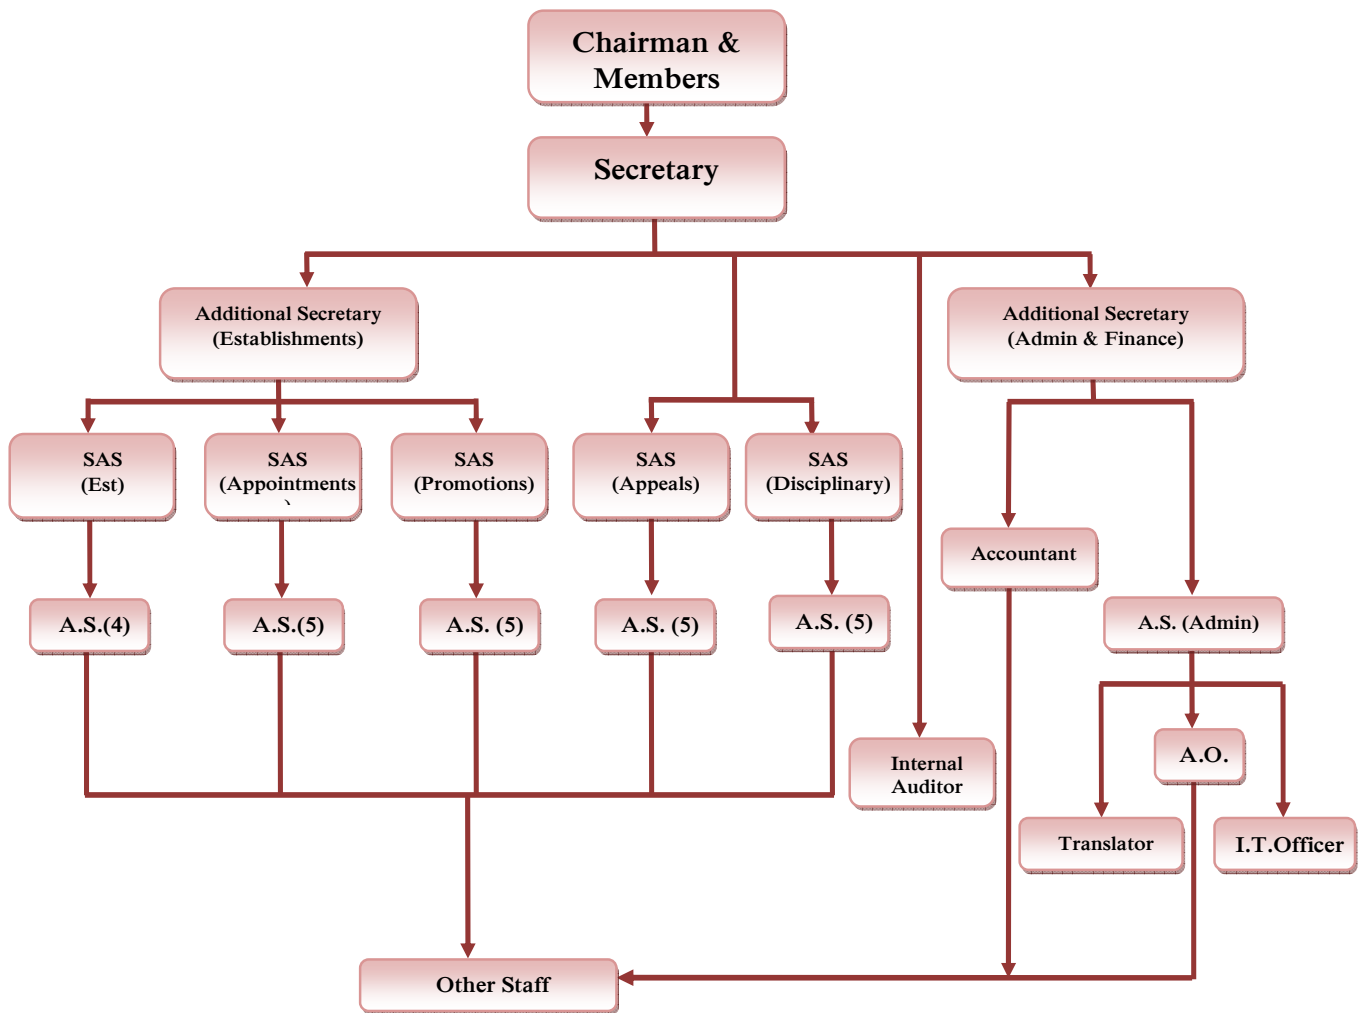 Chairman &
Members
Secretary
Additional Secretary
(Establishments)
Additional Secretary
(Admin & Finance)
SAS
(Est)
SAS
(Appointments
)
SAS
(Promotions)
SAS
(Appeals)
SAS
(Disciplinary)
Accountant
A.S.(4)
A.S.(5)
A.S. (5)
A.S. (5)
A.S. (5)
A.S. (Admin)
Internal
Auditor
A.O.
Translator
I.T.Officer
Other Staff